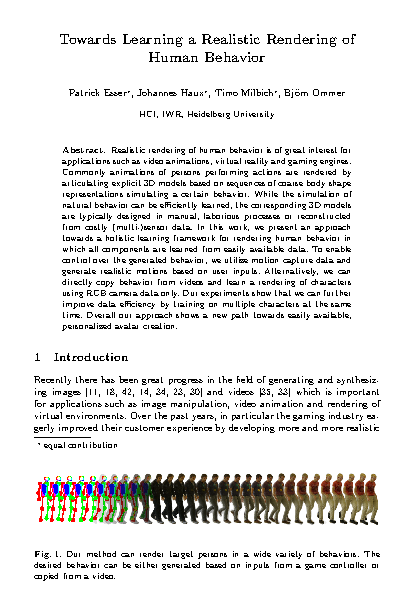 Towards Learning a Realistic Rendering of
Human Behavior
Patrick Esser*, Johannes Haux*, Timo Milbich*, Björn Ommer
HCI, IWR, Heidelberg University
Abstract. Realistic rendering of human behavior is of great interest for
applications such as video animations, virtual reality and gaming engines.
Commonly animations of persons performing actions are rendered by
articulating explicit 3D models based on sequences of coarse body shape
representations simulating a certain behavior. While the simulation of
natural behavior can be efficiently learned, the corresponding 3D models
are typically designed in manual, laborious processes or reconstructed
from costly (multi-)sensor data. In this work, we present an approach
towards a holistic learning framework for rendering human behavior in
which all components are learned from easily available data. To enable
control over the generated behavior, we utilize motion capture data and
generate realistic motions based on user inputs. Alternatively, we can
directly copy behavior from videos and learn a rendering of characters
using RGB camera data only. Our experiments show that we can further
improve data efficiency by training on multiple characters at the same
time. Overall our approach shows a new path towards easily available,
personalized avatar creation.
1 Introduction
Recently there has been great progress in the field of generating and synthesiz-
ing images [11, 18, 42, 14, 34, 23, 30] and videos [35, 33] which is important
for applications such as image manipulation, video animation and rendering of
virtual environments. Over the past years, in particular the gaming industry ea-
gerly improved their customer experience by developing more and more realistic
* equal contribution
Fig. 1. Our method can render target persons in a wide variety of behaviors. The
desired behavior can be either generated based on inputs from a game controller or
copied from a video.